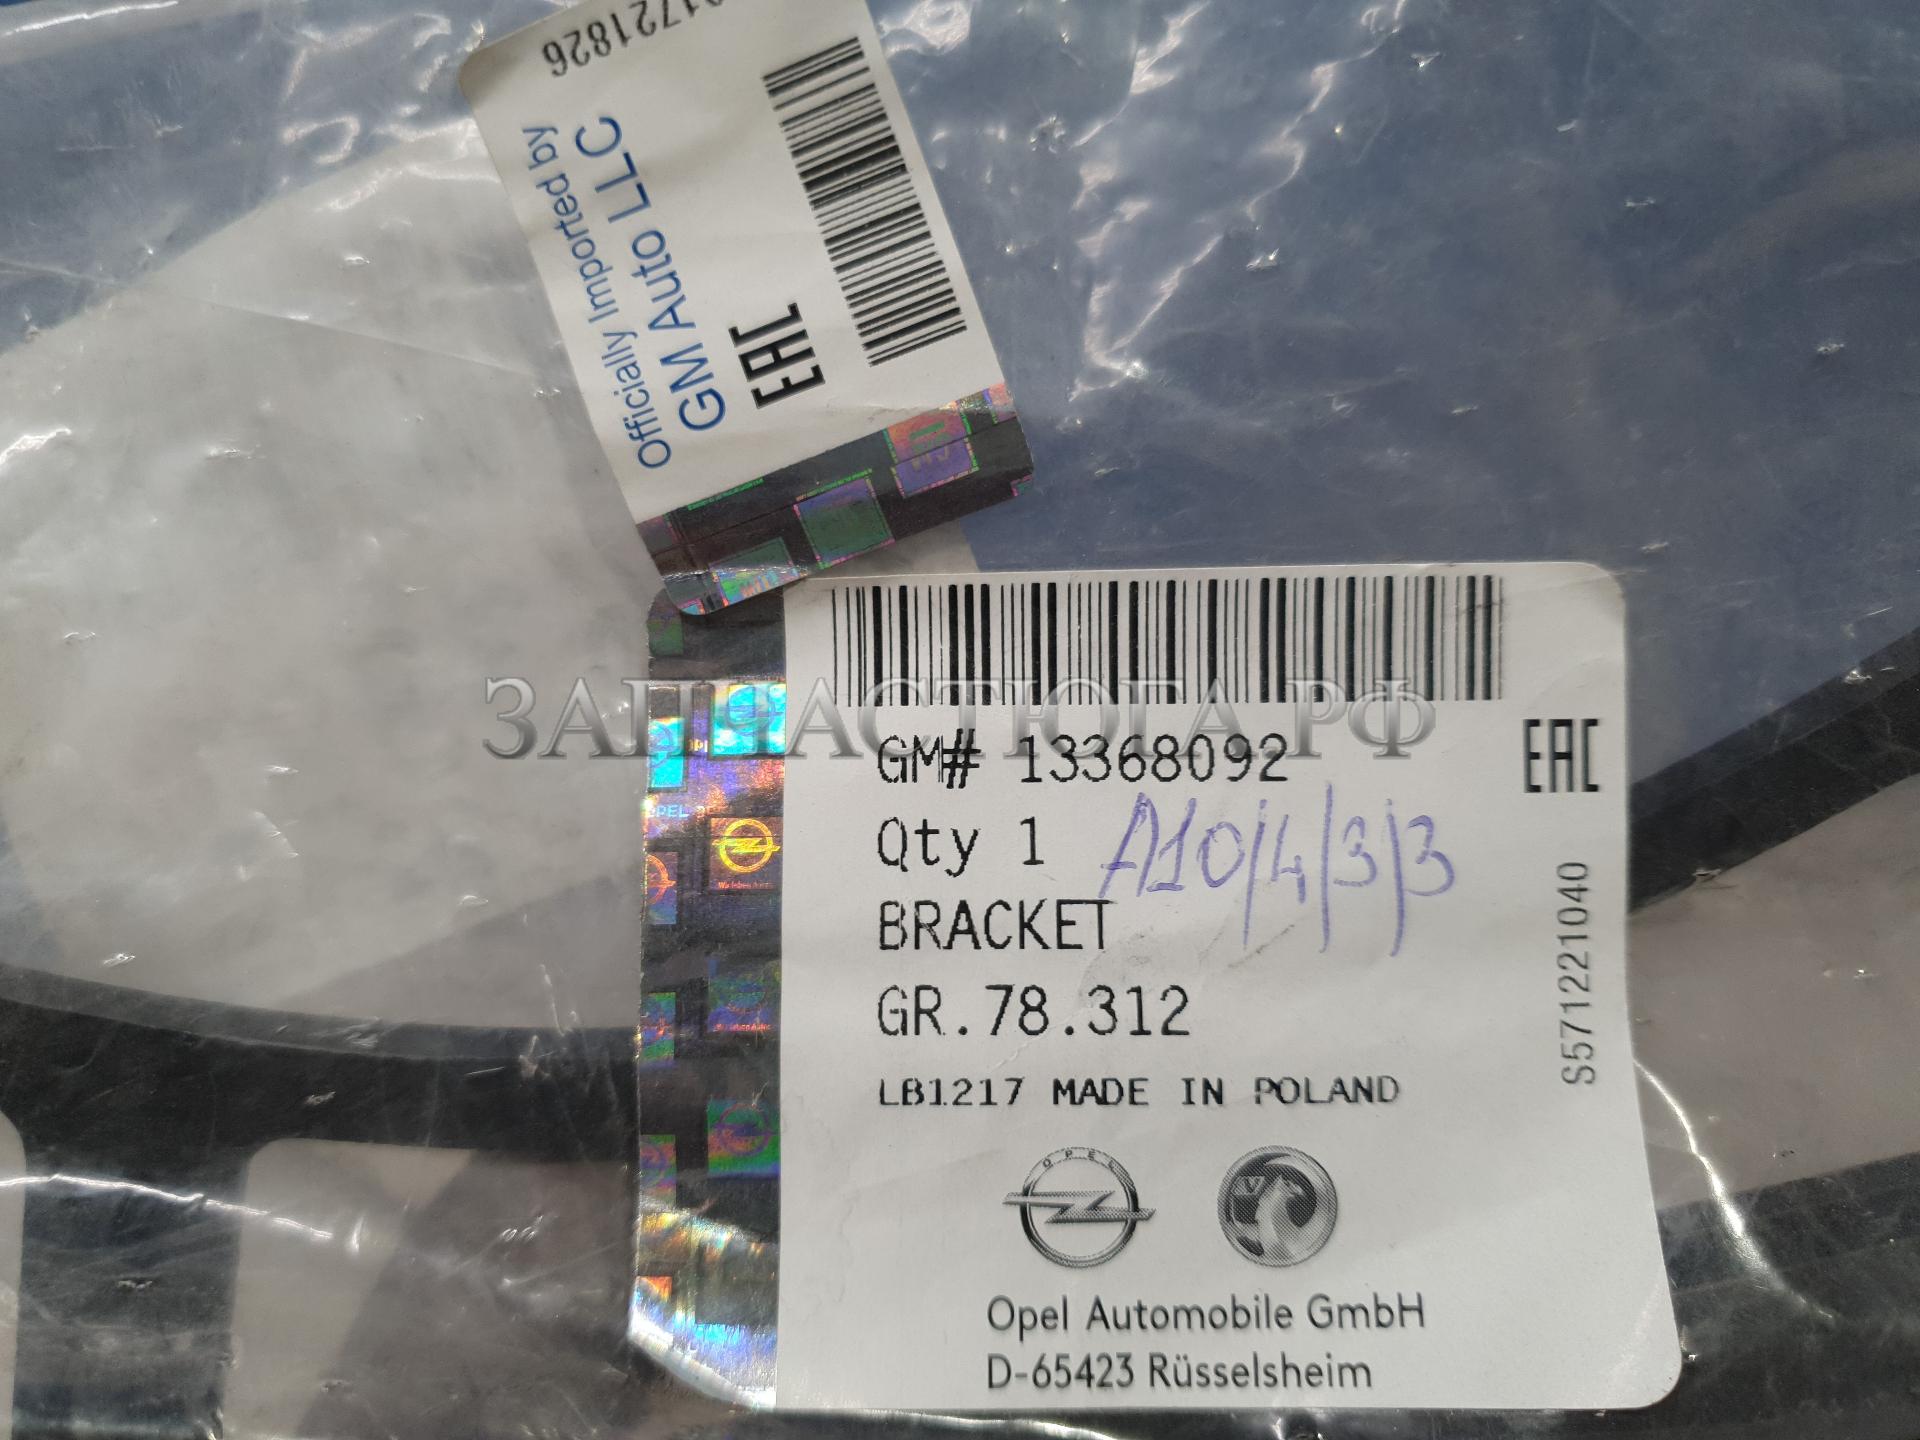 Officially Imported by
GM Auto LLC
EAC
ЗАПЧАСТЮГА.РФ
GM# 13368092
EAC
Qty 1
A10/4/3/3
BRACKET
GR.78.312
LB1217 MADE IN POLAND
S571221040
OPEL
Opel Automobile GmbH
D-65423 Rüsselsheim